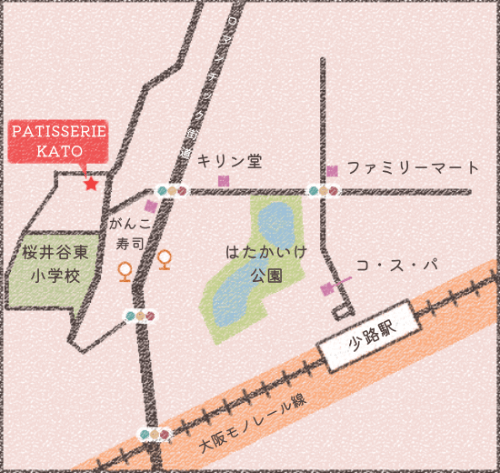 ロマンチック街道
PATISSERIE
KATO
キリン堂
ファミリーマート
がんこ
寿司
桜井谷東
小学校
はたかいけ
公園
コ・ス・パ
少路駅
大阪モノレール線